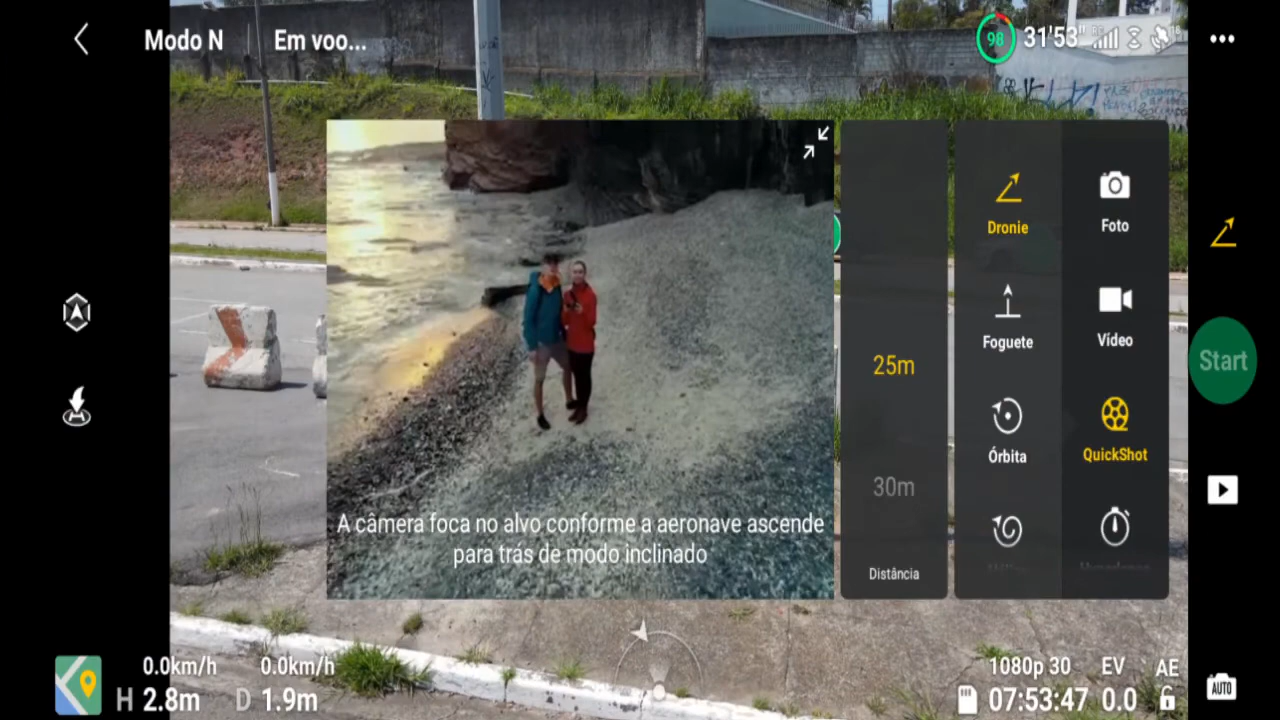 Modo N
Em voo...
98
31'53"
25m
30m
Distância
Dronie
Foguete
Órbita
Foto
Vídeo
QuickShot
Start
A câmera foca no alvo conforme a aeronave ascende
para trás de modo inclinado
0.0km/h
0.0km/h
H 2.8m
D 1.9m
1080p 30
EV
AE
07:53:47
0.0
AUTO